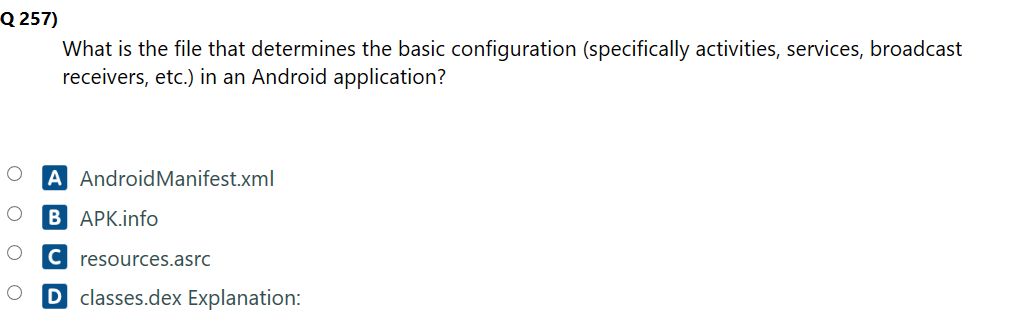 Q 257)
What is the file that determines the basic configuration (specifically activities, services, broadcast
receivers, etc.) in an Android application?
A AndroidManifest.xml
B APK.info
C resources.asrc
D classes.dex Explanation: